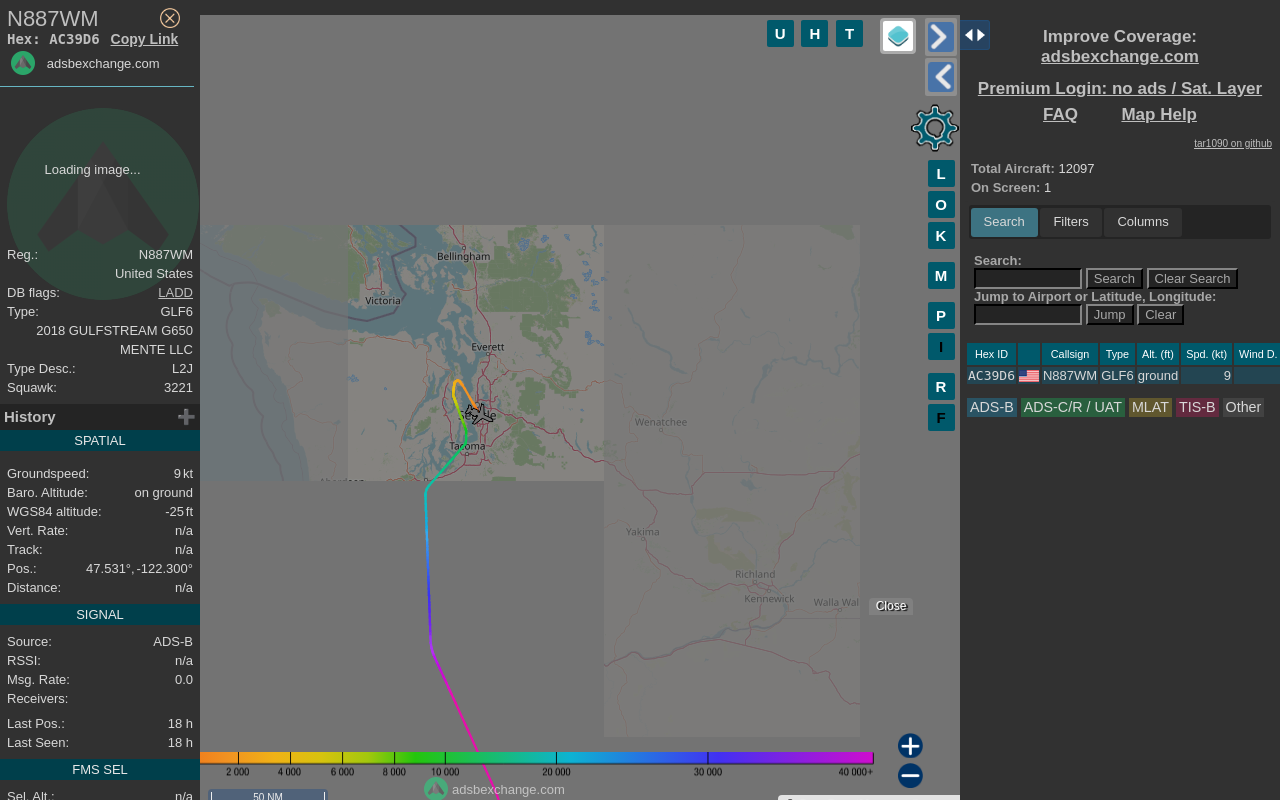 N887WM
Hex: AC39D6 Copy Link
adsbexchange.com
Loading image...
Reg.: N887WM
United States
DB flags: LADD
Type: GLF6
2018 GULFSTREAM G650
MENTE LLC
Type Desc.: L2J
Squawk: 3221
History
SPATIAL
Groundspeed: 9 kt
Baro. Altitude: on ground
WGS84 altitude: -25 ft
Vert. Rate: n/a
Track: n/a
Pos.: 47.531°, -122.300°
Distance: n/a
SIGNAL
Source: ADS-B
RSSI: n/a
Msg. Rate: 0.0
Receivers:
Last Pos.: 18 h
Last Seen: 18 h
FMS SEL
Sel. Alt.: n/a
U H T
L
O
K
M
P
I
R
F
Bellingham
Victoria
Everett
Tacoma
Wenatchee
Yakima
Richland
Kennewick
Walla Wal
Close
2 000 4 000 6 000 8 000 10 000 20 000 30 000 40 000+
adsbexchange.com
50 NM
Improve Coverage:
adsbexchange.com
Premium Login: no ads / Sat. Layer
FAQ Map Help
tar1090 on github
Total Aircraft: 12097
On Screen: 1
Search Filters Columns
Search:
Search Clear Search
Jump to Airport or Latitude, Longitude:
Jump Clear
Hex ID Callsign Type Alt. (ft) Spd. (kt) Wind D.
AC39D6 N887WM GLF6 ground 9
ADS-B ADS-C/R / UAT MLAT TIS-B Other